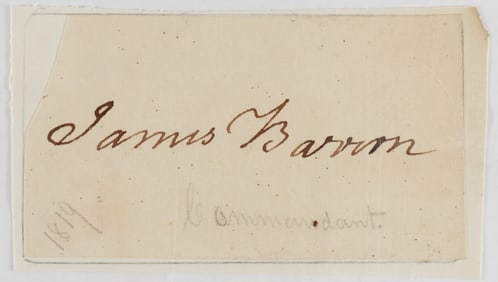 James Barron
Commandant.
1819